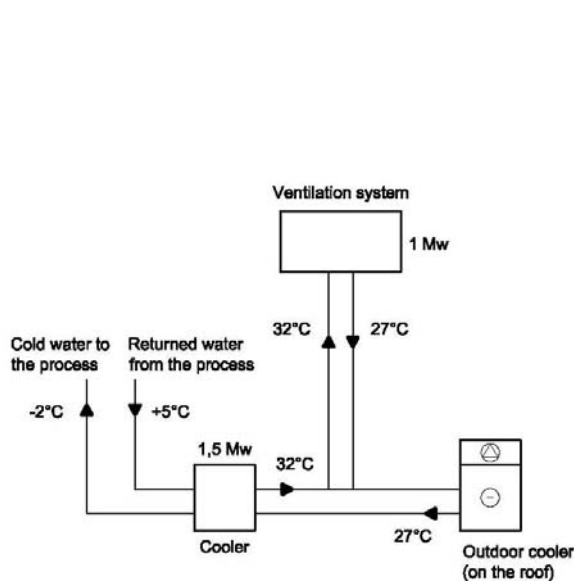 Ventilation system
1 Mw
32°C
27°C
Cold water to
the process
Returned water
from the process
-2°C
+5°C
1,5 Mw
32°C
Cooler
27°C
Outdoor cooler
(on the roof)